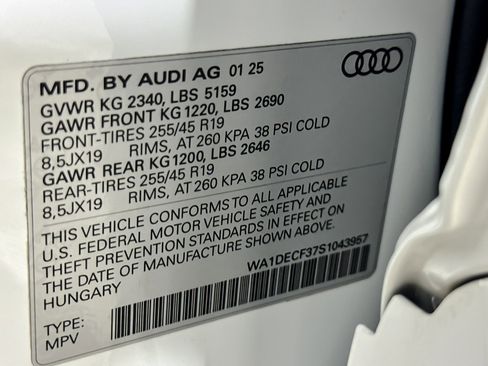 MFD. BY AUDI AG 01 25
GVWR KG 2340, LBS 5159
GAWR FRONT KG 1220, LBS 2690
FRONT-TIRES 255/45 R19
8,5JX19 RIMS, AT 260 KPA 38 PSI COLD
GAWR REAR KG 1200, LBS 2646
REAR-TIRES 255/45 R19
8,5JX19 RIMS, AT 260 KPA 38 PSI COLD
THIS VEHICLE CONFORMS TO ALL APPLICABLE
U.S. FEDERAL MOTOR VEHICLE SAFETY AND
THEFT PREVENTION STANDARDS IN EFFECT ON
THE DATE OF MANUFACTURE SHOWN ABOVE.
HUNGARY
WA1DECF37S1043957
TYPE:
MPV